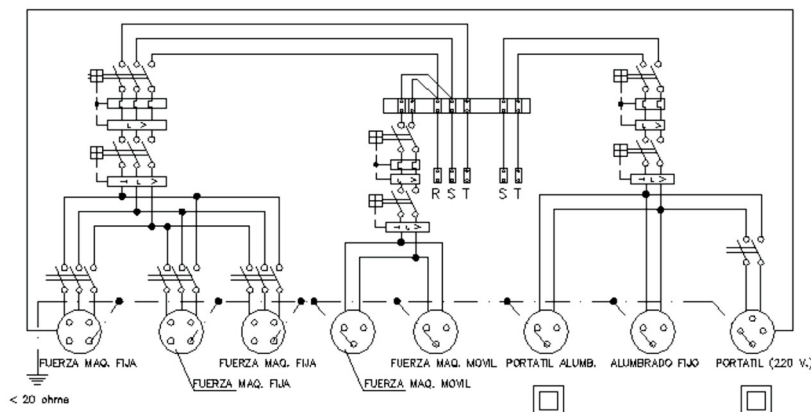 R S T S T
FUERZA MAQ. FIJA FUERZA MAQ. FIJA FUERZA MAQ. MOVIL PORTATIL ALUMB. ALUMBRADO FIJO PORTATIL (220 V.)
FUERZA MAQ. FIJA FUERZA MAQ. MOVIL
< 20 ohms